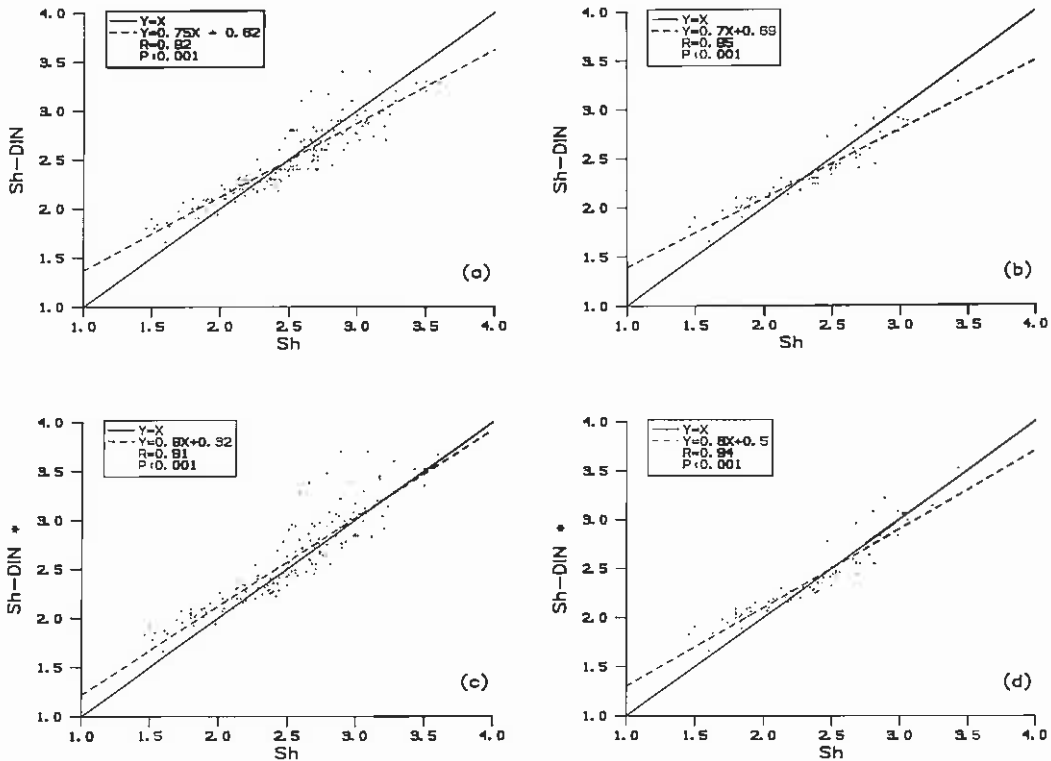 Y=X
Y=0.75X + 0.62
R=0.82
P<0.001
4.0
3.5
3.0
2.5
2.0
1.5
1.0
Sh-DIN
(a)
1.0 1.5 2.0 2.5 3.0 3.5 4.0
Sh
Y=X
Y=0.7X+0.69
R=0.85
P<0.001
4.0
3.5
3.0
2.5
2.0
1.5
1.0
Sh-DIN
(b)
1.0 1.5 2.0 2.5 3.0 3.5 4.0
Sh
Y=X
Y=0.9X+0.32
R=0.91
P<0.001
4.0
3.5
3.0
2.5
2.0
1.5
1.0
Sh-DIN *
(c)
1.0 1.5 2.0 2.5 3.0 3.5 4.0
Sh
Y=X
Y=0.8X+0.5
R=0.94
P<0.001
4.0
3.5
3.0
2.5
2.0
1.5
1.0
Sh-DIN *
(d)
1.0 1.5 2.0 2.5 3.0 3.5 4.0
Sh